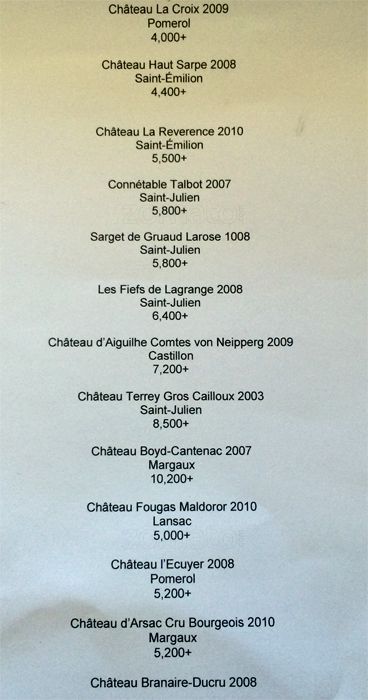 Château La Croix 2009
Pomerol
4,000+
Château Haut Sarpe 2008
Saint-Émilion
4,400+
Château La Reverence 2010
Saint-Émilion
5,500+
Connétable Talbot 2007
Saint-Julien
5,800+
Sarget de Gruaud Larose 1008
Saint-Julien
5,800+
Les Fiefs de Lagrange 2008
Saint-Julien
6,400+
Château d'Aiguilhe Comtes von Neipperg 2009
Castillon
7,200+
Château Terrey Gros Cailloux 2003
Saint-Julien
8,500+
Château Boyd-Cantenac 2007
Margaux
10,200+
Château Fougas Maldoror 2010
Lansac
5,000+
Château l'Ecuyer 2008
Pomerol
5,200+
Château d'Arsac Cru Bourgeois 2010
Margaux
5,200+
Château Branaire-Ducru 2008